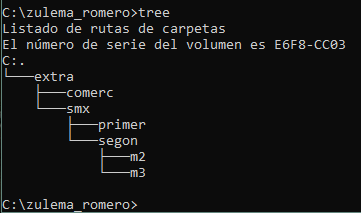 C:\zulema_romero>tree
Listado de rutas de carpetas
El número de serie del volumen es E6F8-CC03
C:.
└───extra
    ├───comerc
    └───smx
        ├───primer
        └───segon
            ├───m2
            └───m3

C:\zulema_romero>